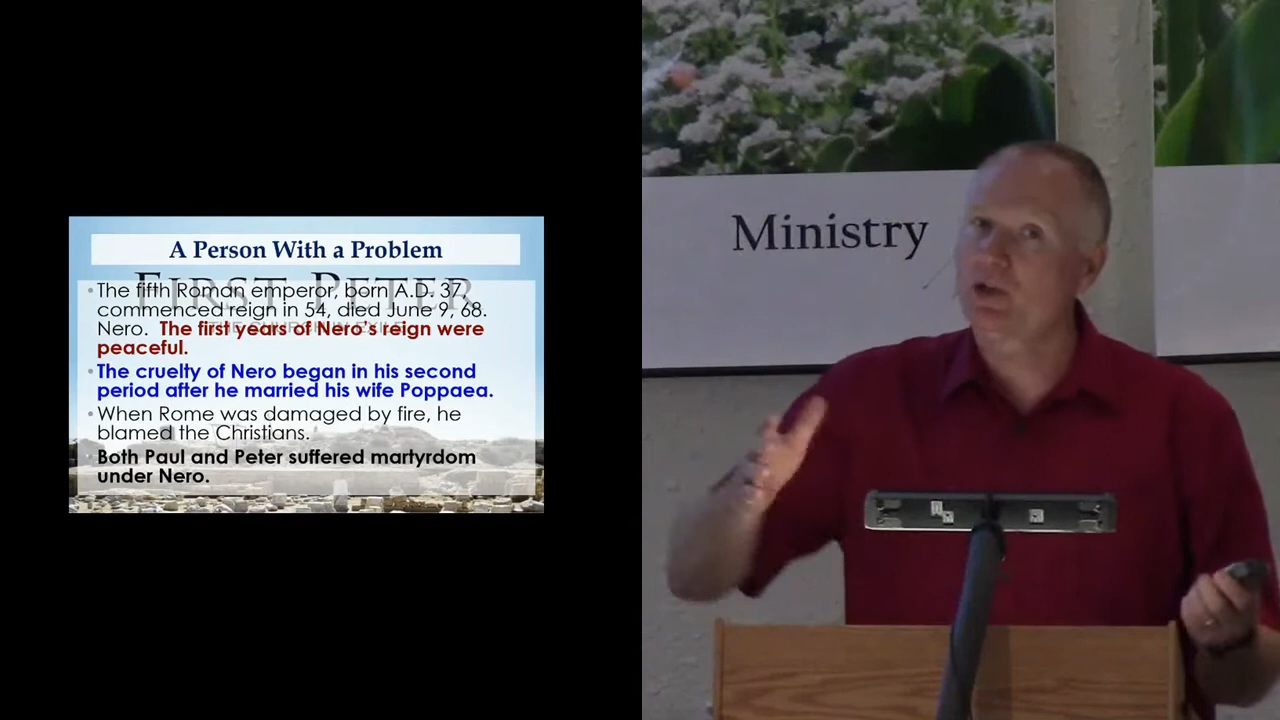 A Person With a Problem
FIRST PETER
• The fifth Roman emperor, born A.D. 37,
commenced reign in 54, died June 9, 68.
Nero. The first years of Nero's reign were
peaceful.
• The cruelty of Nero began in his second
period after he married his wife Poppaea.
• When Rome was damaged by fire, he
blamed the Christians.
• Both Paul and Peter suffered martyrdom
under Nero.
Ministry